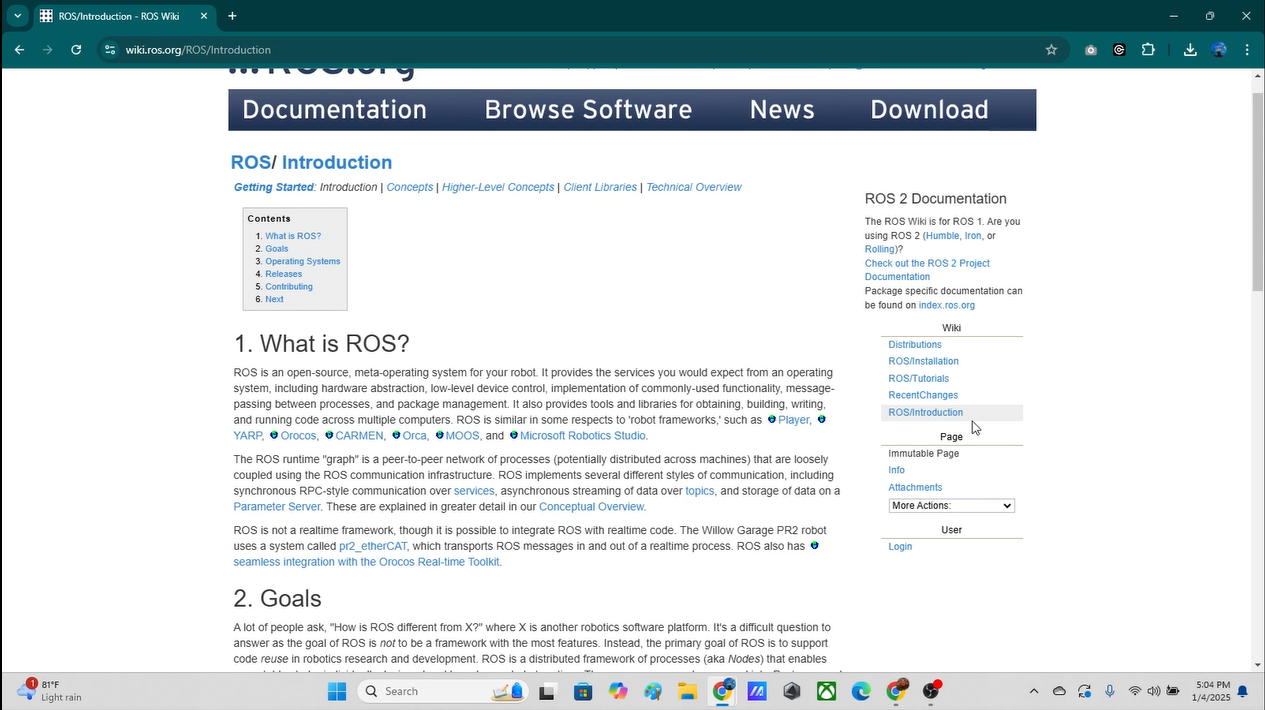 ROS/Introduction - ROS Wiki
wiki.ros.org/ROS/Introduction
Documentation Browse Software News Download
ROS/ Introduction
Getting Started: Introduction | Concepts | Higher-Level Concepts | Client Libraries | Technical Overview
Contents
1. What is ROS?
2. Goals
3. Operating Systems
4. Releases
5. Contributing
6. Next
1. What is ROS?
ROS is an open-source, meta-operating system for your robot. It provides the services you would expect from an operating
system, including hardware abstraction, low-level device control, implementation of commonly-used functionality, message-
passing between processes, and package management. It also provides tools and libraries for obtaining, building, writing,
and running code across multiple computers. ROS is similar in some respects to 'robot frameworks,' such as Player,
YARP, Orocos, CARMEN, Orca, MOOS, and Microsoft Robotics Studio.
The ROS runtime "graph" is a peer-to-peer network of processes (potentially distributed across machines) that are loosely
coupled using the ROS communication infrastructure. ROS implements several different styles of communication, including
synchronous RPC-style communication over services, asynchronous streaming of data over topics, and storage of data on a
Parameter Server. These are explained in greater detail in our Conceptual Overview.
ROS is not a realtime framework, though it is possible to integrate ROS with realtime code. The Willow Garage PR2 robot
uses a system called pr2_etherCAT, which transports ROS messages in and out of a realtime process. ROS also has
seamless integration with the Orocos Real-time Toolkit.
2. Goals
A lot of people ask, "How is ROS different from X?" where X is another robotics software platform. It's a difficult question to
answer as the goal of ROS is not to be a framework with the most features. Instead, the primary goal of ROS is to support
code reuse in robotics research and development. ROS is a distributed framework of processes (aka Nodes) that enables
ROS 2 Documentation
The ROS Wiki is for ROS 1. Are you
using ROS 2 (Humble, Iron, or
Rolling)?
Check out the ROS 2 Project
Documentation
Package specific documentation can
be found on index.ros.org
Wiki
Distributions
ROS/Installation
ROS/Tutorials
RecentChanges
ROS/Introduction
Page
Immutable Page
Info
Attachments
More Actions:
User
Login
1
81°F
Light rain
Search
5:04 PM
1/4/2025